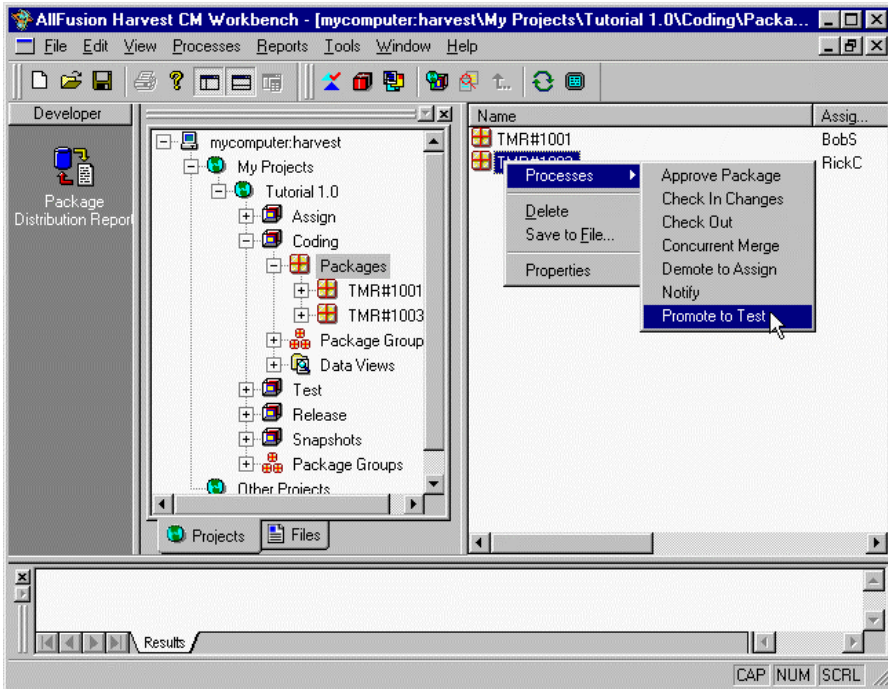 AllFusion Harvest CM Workbench - [mycomputer:harvest\My Projects\Tutorial 1.0\Coding\Packa...
File Edit View Processes Reports Tools Window Help
Developer
Package
Distribution Report
mycomputer:harvest
My Projects
Tutorial 1.0
Assign
Coding
Packages
TMR#1001
TMR#1003
Package Group
Data Views
Test
Release
Snapshots
Package Groups
Other Projects
Projects
Files
Name Assig...
TMR#1001 BobS
RickC
Processes
Delete
Save to File...
Properties
Approve Package
Check In Changes
Check Out
Concurrent Merge
Demote to Assign
Notify
Promote to Test
Results
CAP NUM SCRL